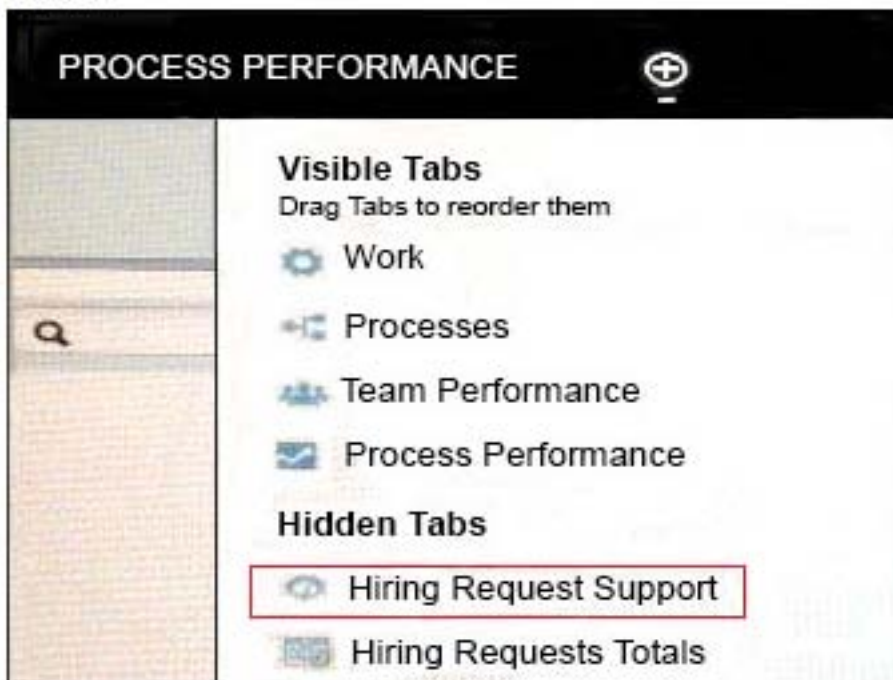 PROCESS PERFORMANCE
Visible Tabs
Drag Tabs to reorder them
Work
Processes
Team Performance
Process Performance
Hidden Tabs
Hiring Request Support
Hiring Requests Totals